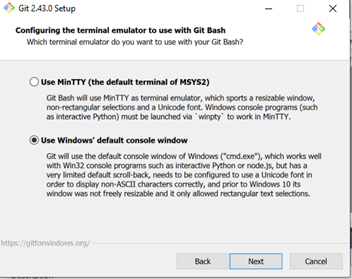 Git 2.43.0 Setup
Configuring the terminal emulator to use with Git Bash
Which terminal emulator do you want to use with your Git Bash?
Use MinTTY (the default terminal of MSYS2)
Git Bash will use MinTTY as terminal emulator, which sports a resizable window,
non-rectangular selections and a Unicode font. Windows console programs (such
as interactive Python) must be launched via `winpty` to work in MinTTY.
Use Windows' default console window
Git will use the default console window of Windows ("cmd.exe"), which works well
with Win32 console programs such as interactive Python or node.js, but has a
very limited default scroll-back, needs to be configured to use a Unicode font in
order to display non-ASCII characters correctly, and prior to Windows 10 its
window was not freely resizable and it only allowed rectangular text selections.
https://gitforwindows.org/
Back
Next
Cancel